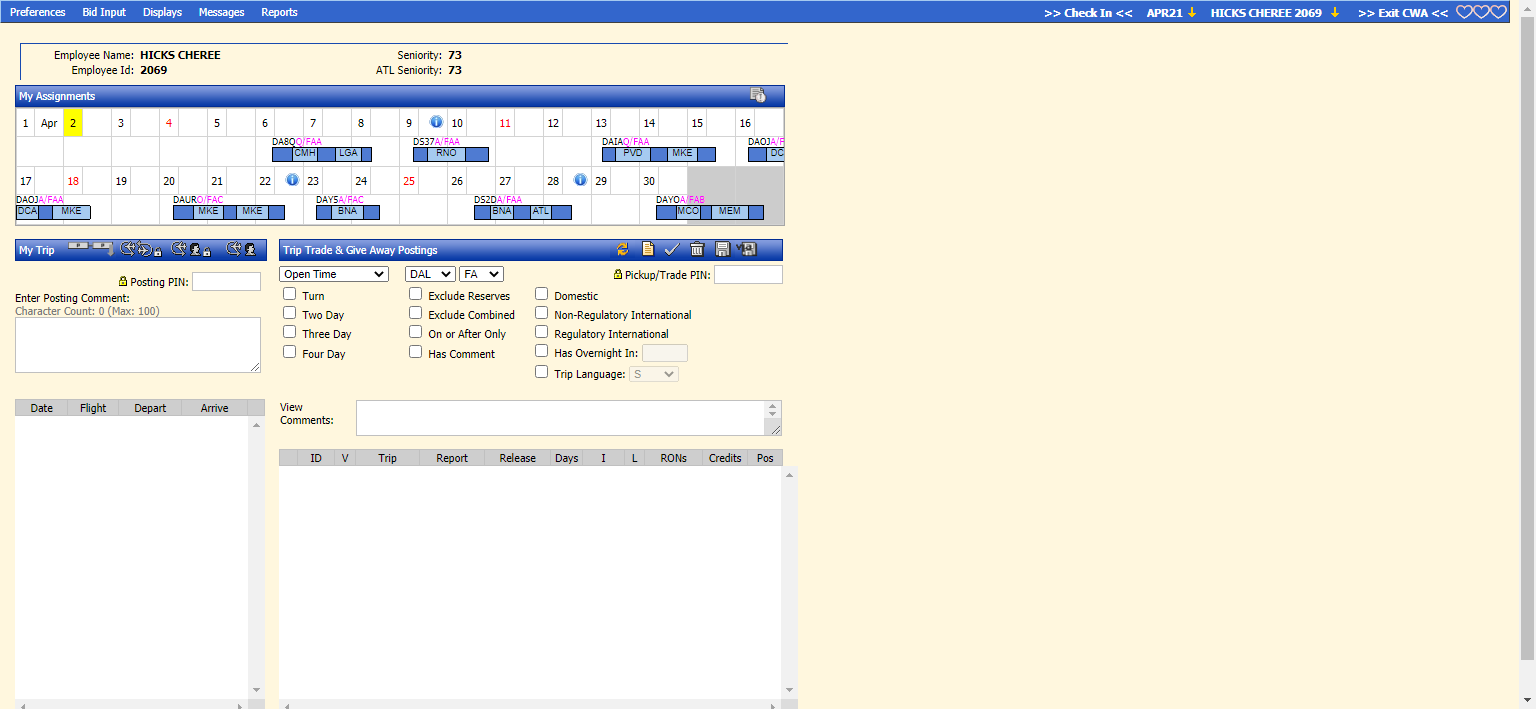 Preferences Bid Input Displays Messages Reports >> Check In << APR21 HICKS CHEREE 2069 >> Exit CWA <<
Employee Name: HICKS CHEREE Seniority: 73
Employee Id: 2069 ATL Seniority: 73
My Assignments
1 Apr 2 3 4 5 6 7 8 9 10 11 12 13 14 15 16
DA8QQ/FAA DS37A/FAA DAIAQ/FAA DAOJA/F
CMH LGA RNO PVD MKE DC
17 18 19 20 21 22 23 24 25 26 27 28 29 30
DAOJA/FAA DAURO/FAC DAY5A/FAC DS2DA/FAA DAYOA/FAB
DCA MKE MKE MKE BNA BNA ATL MCO MEM
My Trip Trip Trade & Give Away Postings
Open Time DAL FA Pickup/Trade PIN:
Posting PIN:
Enter Posting Comment:
Character Count: 0 (Max: 100)
Turn Exclude Reserves Domestic
Two Day Exclude Combined Non-Regulatory International
Three Day On or After Only Regulatory International
Four Day Has Comment Has Overnight In:
Trip Language: S
Date Flight Depart Arrive
View
Comments:
ID V Trip Report Release Days I L RONs Credits Pos